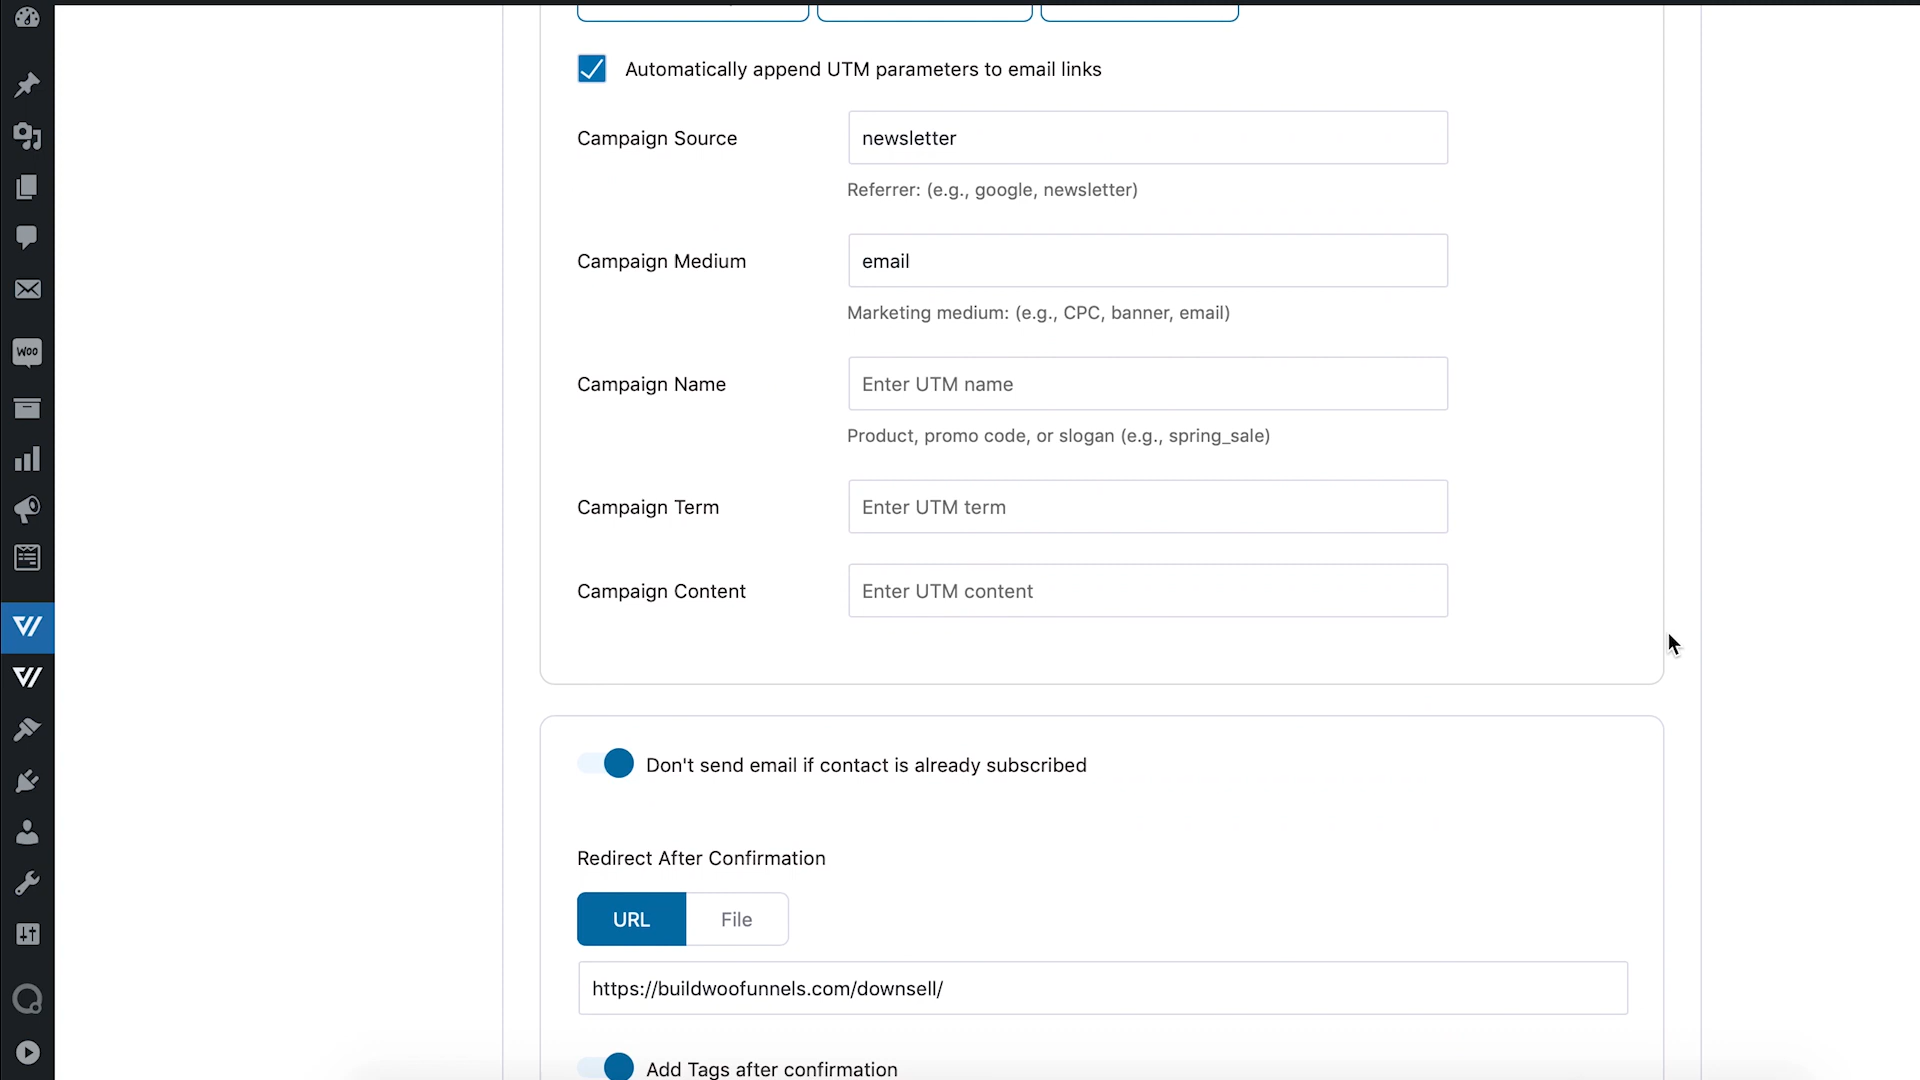 Automatically append UTM parameters to email links
Campaign Source
newsletter
Referrer: (e.g., google, newsletter)
Campaign Medium
email
Marketing medium: (e.g., CPC, banner, email)
Campaign Name
Enter UTM name
Product, promo code, or slogan (e.g., spring_sale)
Campaign Term
Enter UTM term
Campaign Content
Enter UTM content
Woo
Don't send email if contact is already subscribed
Redirect After Confirmation
URL File
https://buildwoofunnels.com/downsell/
Add Tags after confirmation